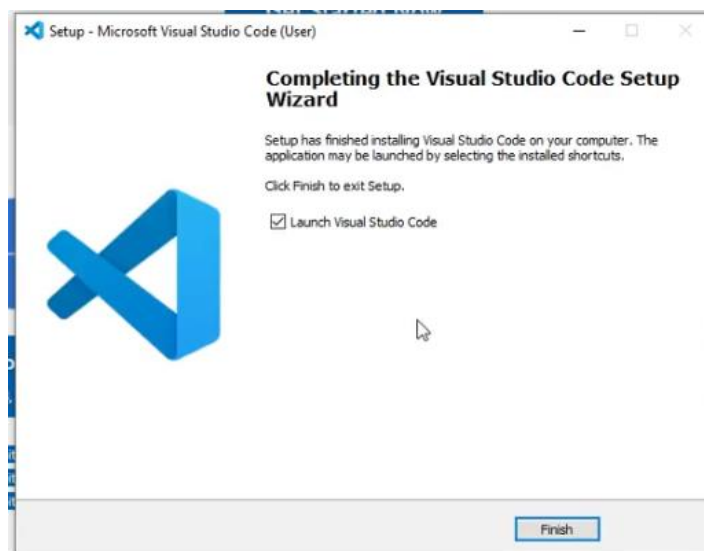 Setup - Microsoft Visual Studio Code (User)
Completing the Visual Studio Code Setup
Wizard
Setup has finished installing Visual Studio Code on your computer. The
application may be launched by selecting the installed shortcuts.
Click Finish to exit Setup.
Launch Visual Studio Code
Finish